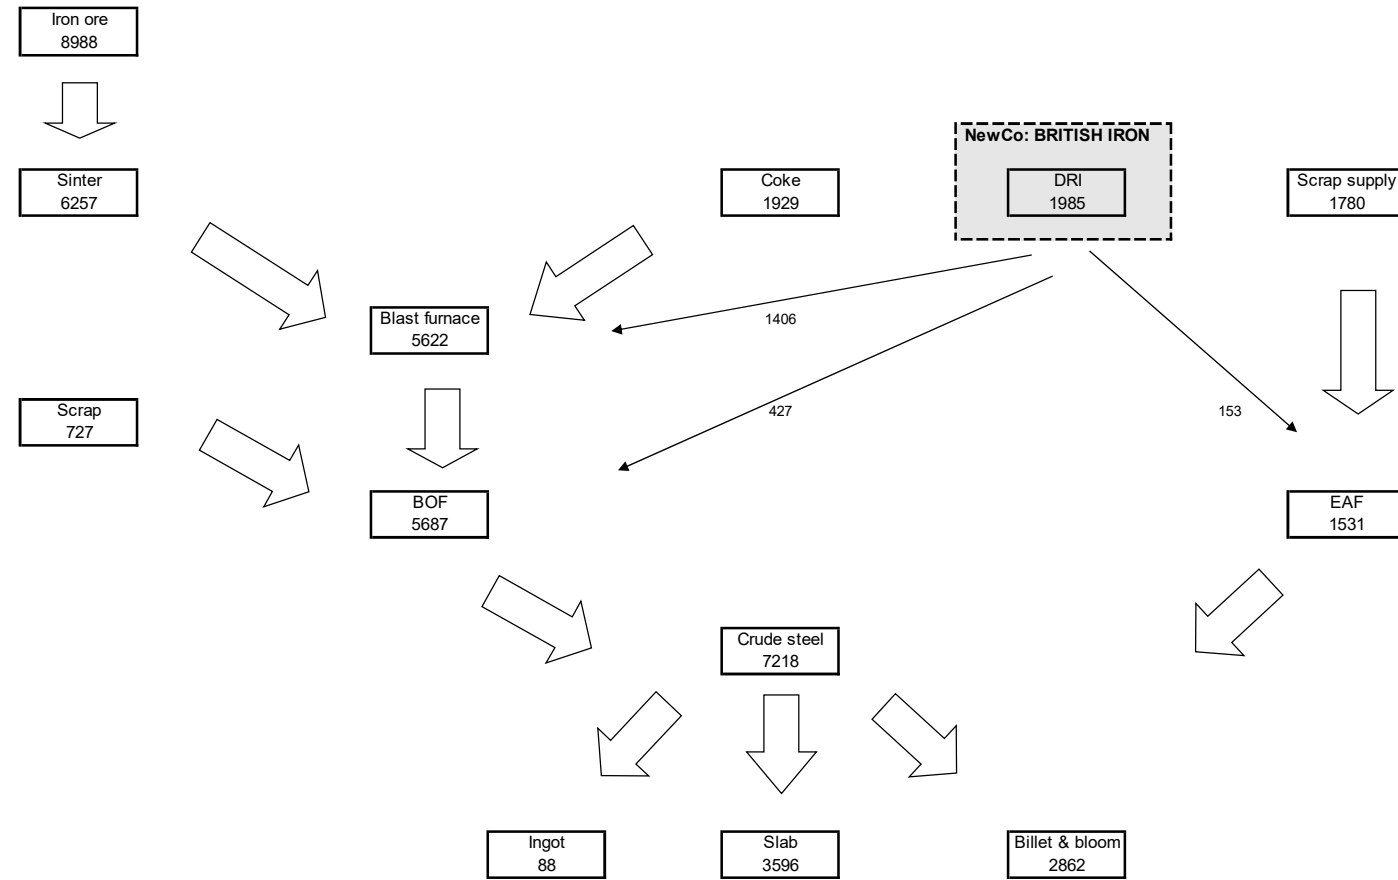 Iron ore
8988
NewCo: BRITISH IRON
Sinter
6257
Coke
1929
DRI
1985
Scrap supply
1780
Blast furnace
5622
1406
Scrap
727
427
153
BOF
5687
EAF
1531
Crude steel
7218
Ingot
88
Slab
3596
Billet & bloom
2862